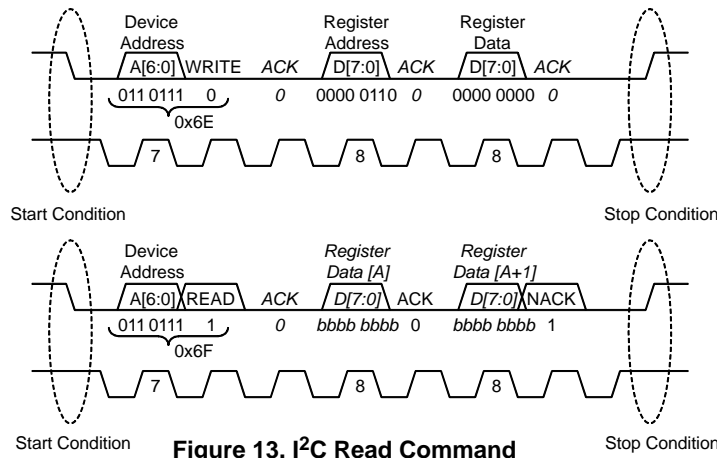 Device Address
Register Address
Register Data
A[6:0] WRITE ACK D[7:0] ACK D[7:0] ACK
011 0111 0 0 0000 0110 0 0000 0000 0
0x6E
7 8 8
Start Condition Stop Condition
Device Address
Register Data [A]
Register Data [A+1]
A[6:0] READ ACK D[7:0] ACK D[7:0] NACK
011 0111 1 0 bbbb bbbb 0 bbbb bbbb 1
0x6F
7 8 8
Start Condition Stop Condition
Figure 13. I²C Read Command